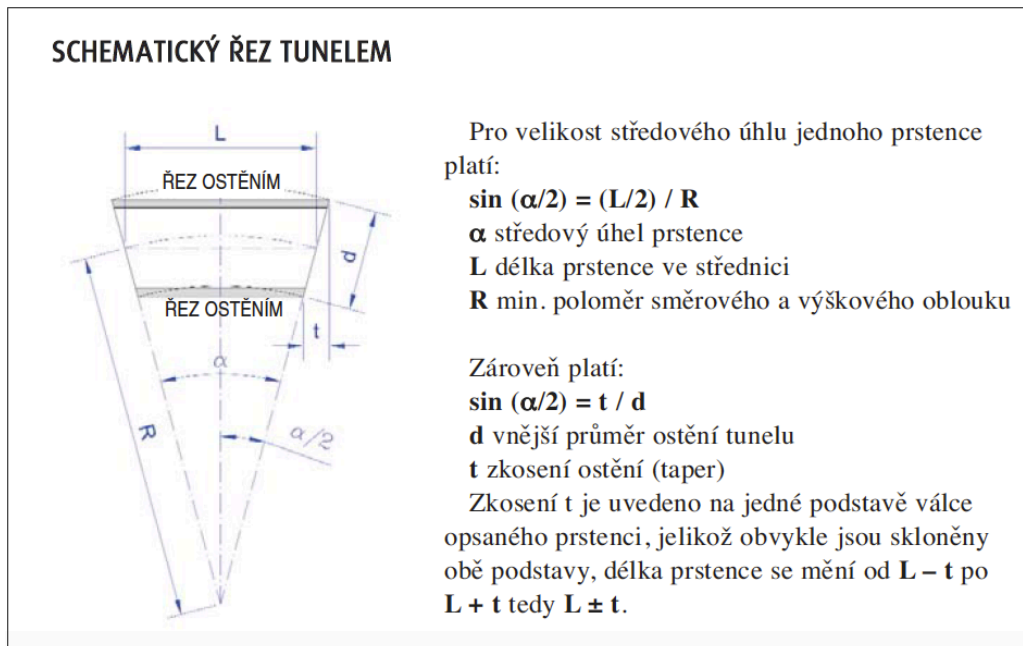 SCHEMATICKÝ ŘEZ TUNELEM
L
ŘEZ OSTĚNÍM
d
ŘEZ OSTĚNÍM
t
α
R
α/2
Pro velikost středového úhlu jednoho prstence
platí:
sin (α/2) = (L/2) / R
α středový úhel prstence
L délka prstence ve střednici
R min. poloměr směrového a výškového oblouku
Zároveň platí:
sin (α/2) = t / d
d vnější průměr ostění tunelu
t zkosení ostění (taper)
Zkosení t je uvedeno na jedné podstavě válce
opsaného prstenci, jelikož obvykle jsou skloněny
obě podstavy, délka prstence se mění od L – t po
L + t tedy L ± t.